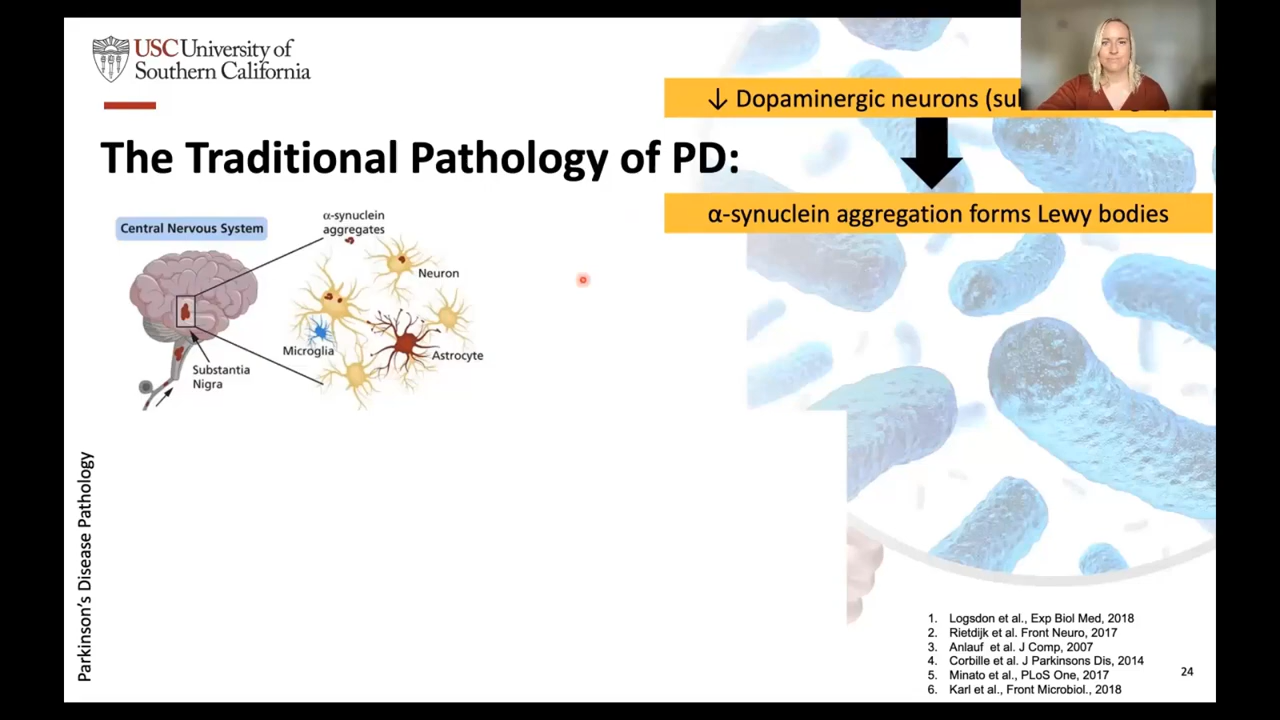 USC University of
Southern California
↓ Dopaminergic neurons
The Traditional Pathology of PD:
α-synuclein aggregation forms Lewy bodies
Central Nervous System
α-synuclein
aggregates
Neuron
Microglia
Astrocyte
Substantia
Nigra
Parkinson's Disease Pathology
1. Logsdon et al., Exp Biol Med, 2018
2. Rietdijk et al. Front Neuro, 2017
3. Anlauf et al. J Comp, 2007
4. Corbille et al. J Parkinsons Dis, 2014
5. Minato et al., PLoS One, 2017
6. Karl et al., Front Microbiol., 2018
24